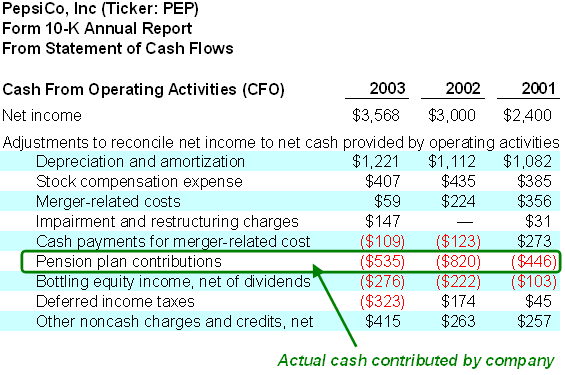 PepsiCo, Inc (Ticker: PEP)
Form 10-K Annual Report
From Statement of Cash Flows
Cash From Operating Activities (CFO) 2003 2002 2001
Net income $3,568 $3,000 $2,400
Adjustments to reconcile net income to net cash provided by operating activities
Depreciation and amortization $1,221 $1,112 $1,082
Stock compensation expense $407 $435 $385
Merger-related costs $59 $224 $356
Impairment and restructuring charges $147 — $31
Cash payments for merger-related cost ($109) ($123) $273
Pension plan contributions ($535) ($820) ($446)
Bottling equity income, net of dividends ($276) ($222) ($103)
Deferred income taxes ($323) $174 $45
Other noncash charges and credits, net $415 $263 $257
Actual cash contributed by company